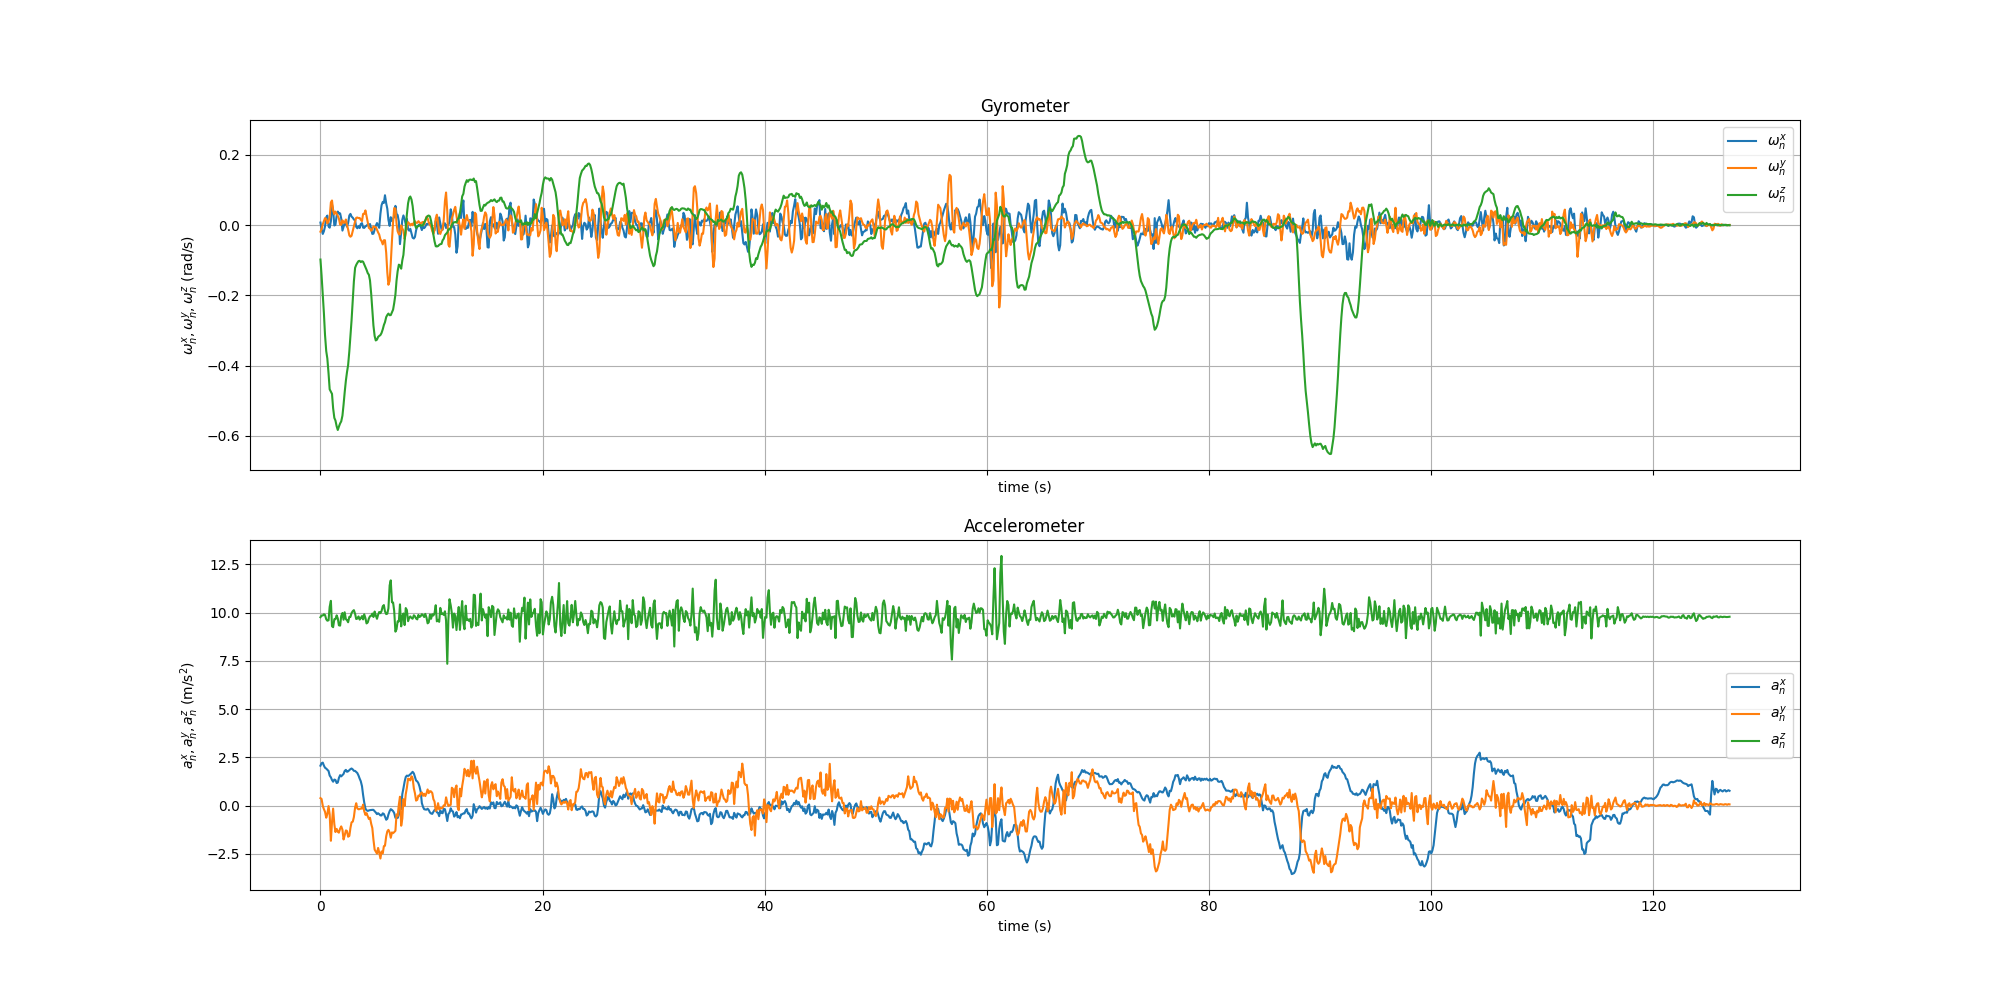 Gyrometer
0.2
0.0
−0.2
−0.4
−0.6
ω_n^x, ω_n^y, ω_n^z (rad/s)
ω_n^x
ω_n^y
ω_n^z
time (s)
Accelerometer
12.5
10.0
7.5
5.0
2.5
0.0
−2.5
a_n^x, a_n^y, a_n^z (m/s²)
a_n^x
a_n^y
a_n^z
0 20 40 60 80 100 120
time (s)